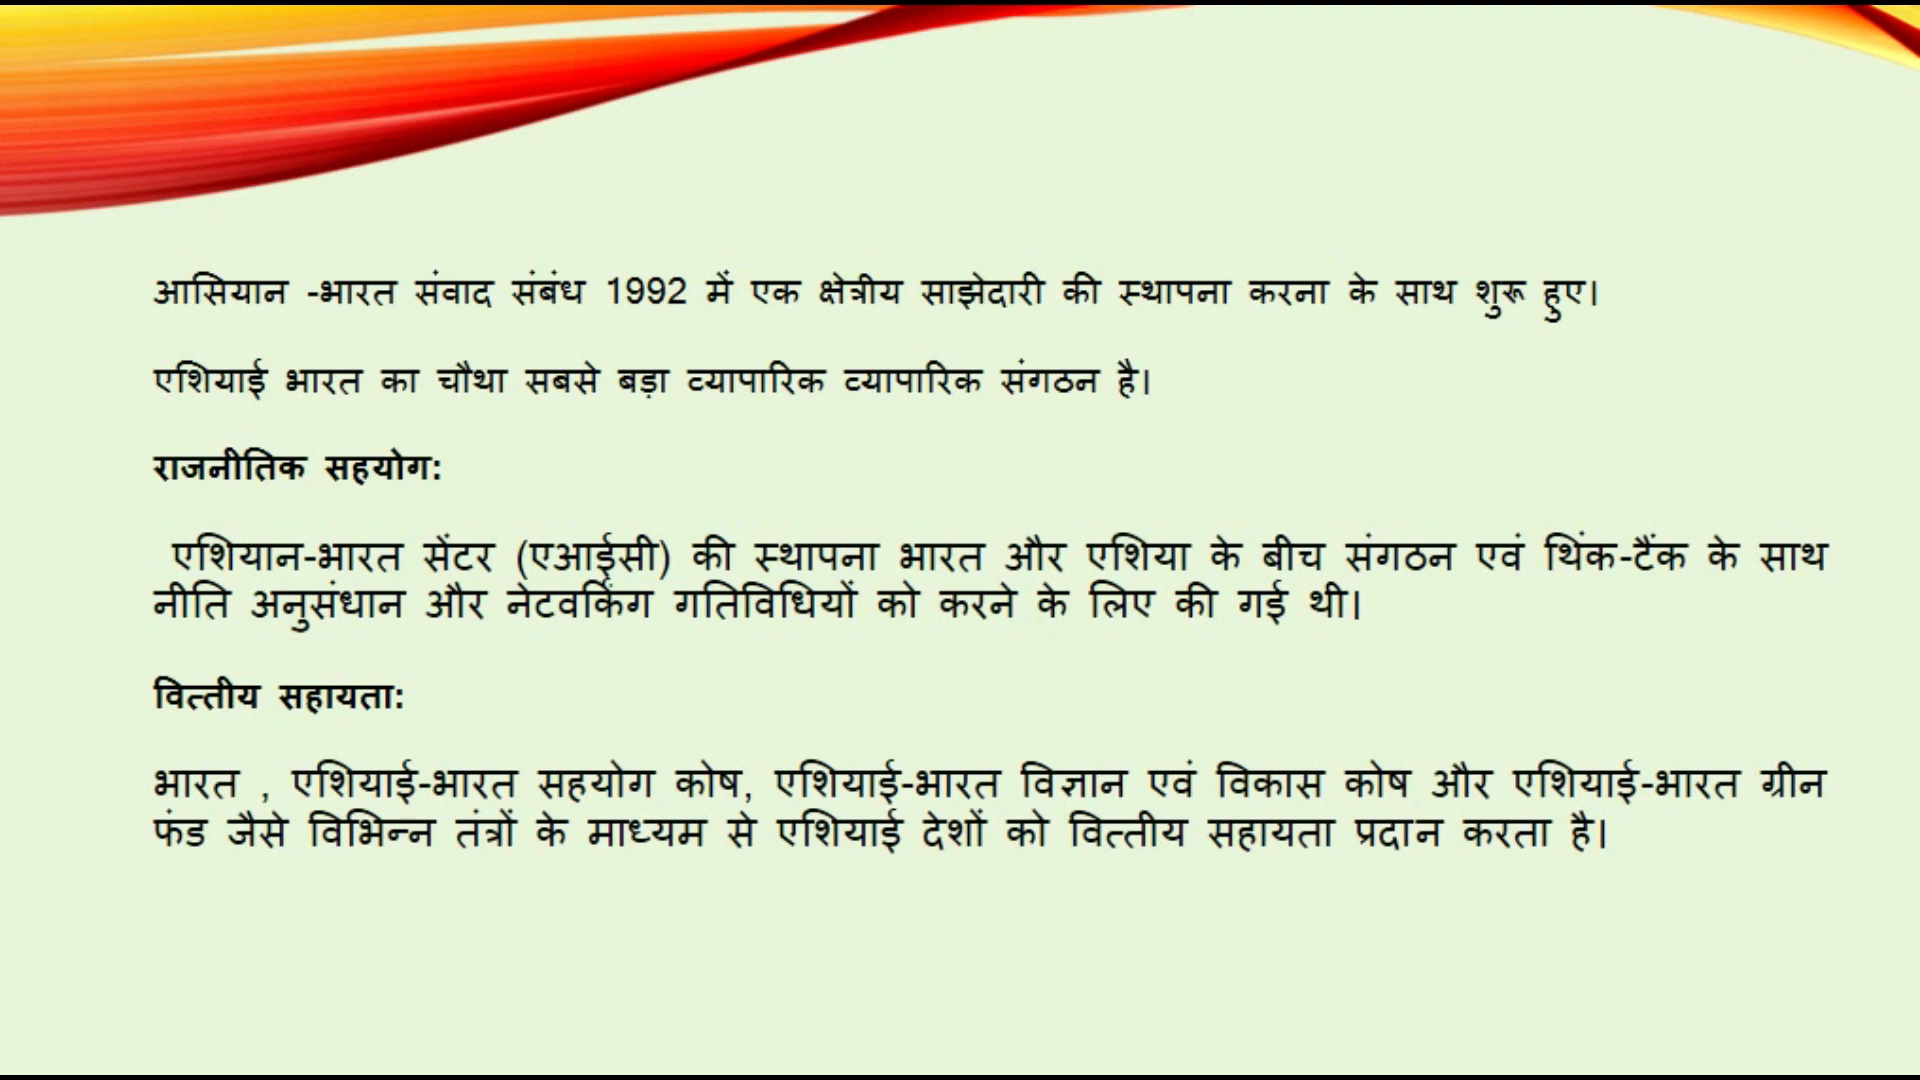 आसियान -भारत संवाद संबंध 1992 में एक क्षेत्रीय साझेदारी की स्थापना करना के साथ शुरू हुए।
एशियाई भारत का चौथा सबसे बड़ा व्यापारिक व्यापारिक संगठन है।
राजनीतिक सहयोग:
एशियान-भारत सेंटर (एआईसी) की स्थापना भारत और एशिया के बीच संगठन एवं थिंक-टैंक के साथ
नीति अनुसंधान और नेटवर्किंग गतिविधियों को करने के लिए की गई थी।
वित्तीय सहायता:
भारत , एशियाई-भारत सहयोग कोष, एशियाई-भारत विज्ञान एवं विकास कोष और एशियाई-भारत ग्रीन
फंड जैसे विभिन्न तंत्रों के माध्यम से एशियाई देशों को वित्तीय सहायता प्रदान करता है।